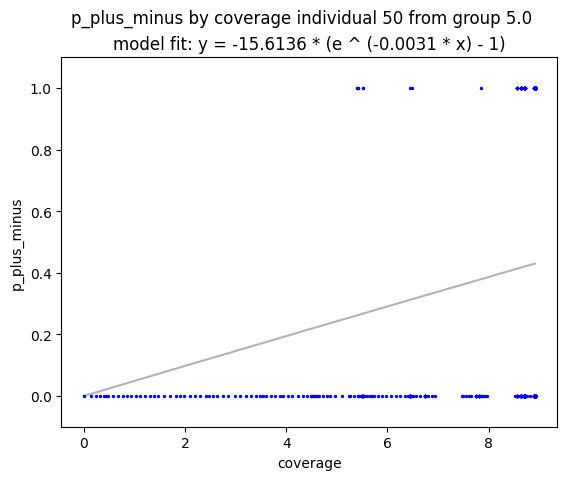 p_plus_minus by coverage individual 50 from group 5.0
model fit: y = -15.6136 * (e ^ (-0.0031 * x) - 1)
1.0
0.8
0.6
0.4
0.2
0.0
p_plus_minus
0 2 4 6 8
coverage